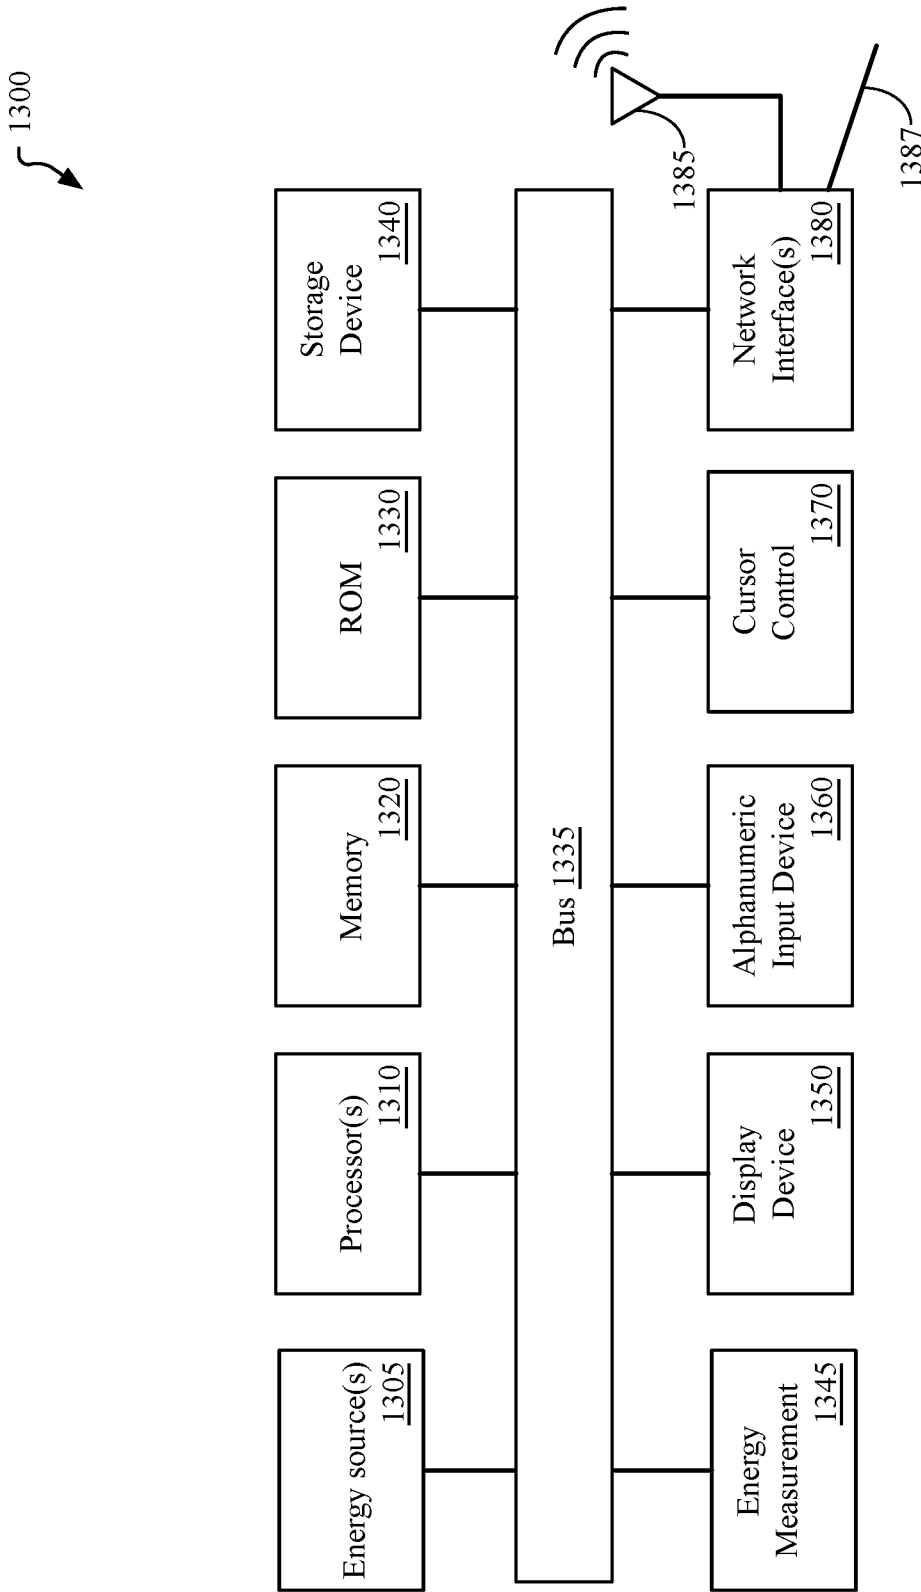 1300
Energy source(s)
1305
Processor(s)
1310
Memory
1320
ROM
1330
Storage
Device
1340
Bus 1335
Energy
Measurement
1345
Display
Device
1350
Alphanumeric
Input Device
1360
Cursor
Control
1370
Network
Interface(s)
1380
1385
1387